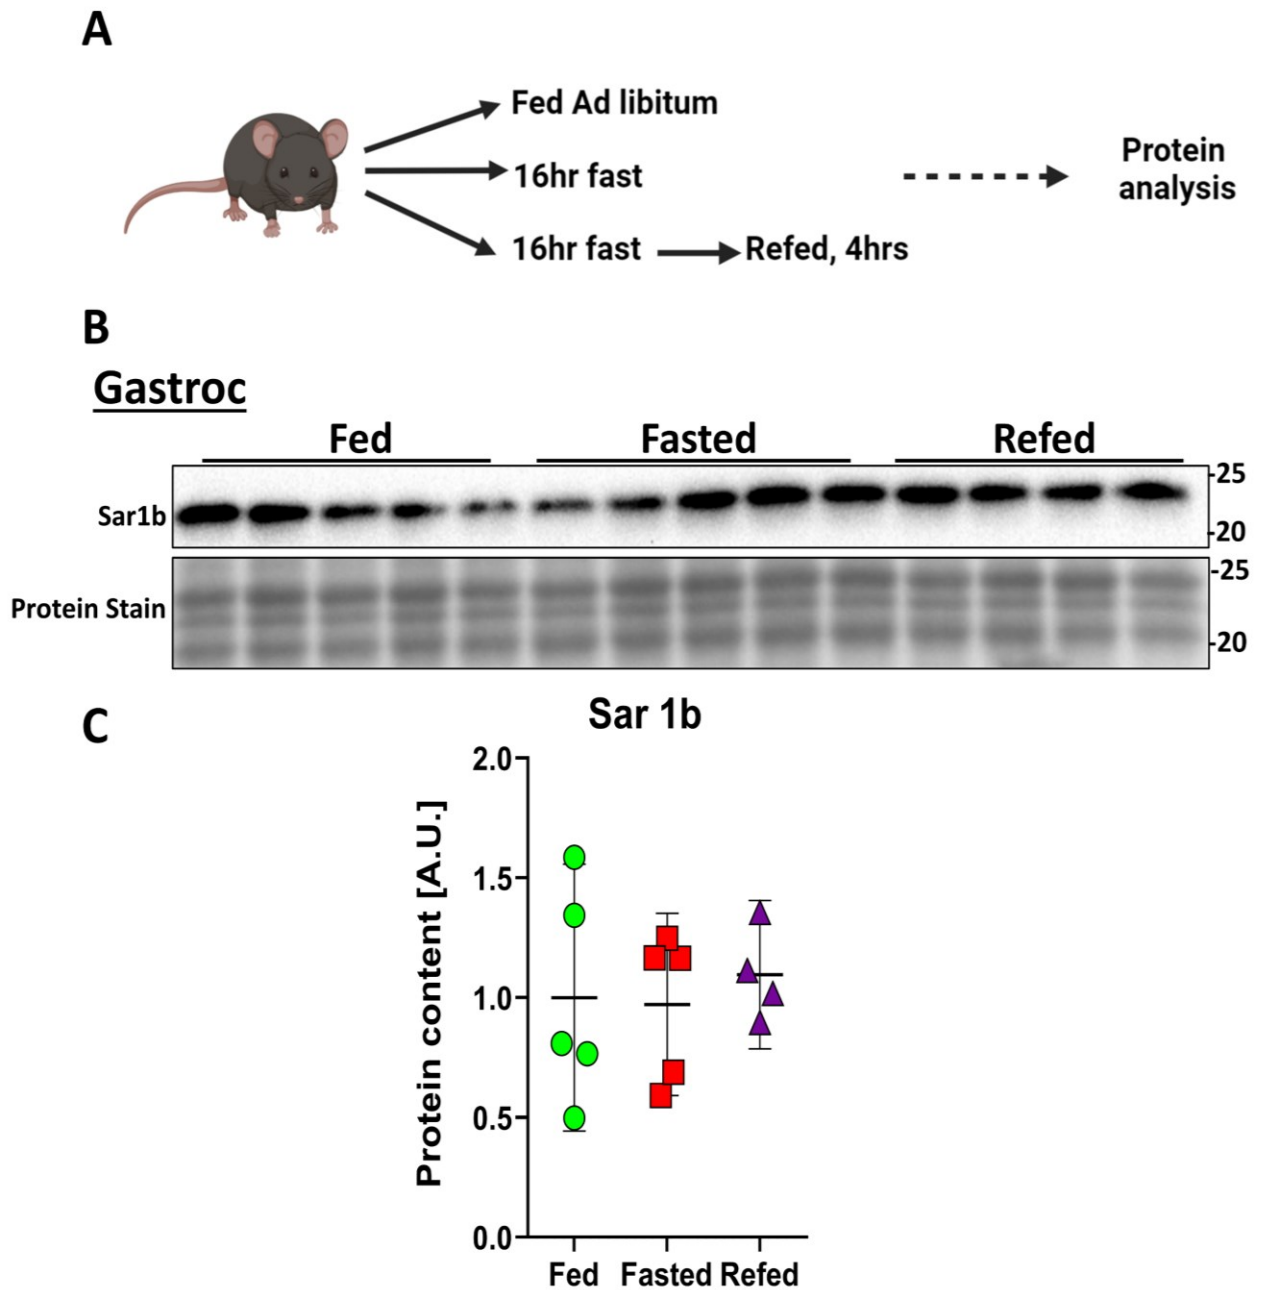 A
Fed Ad libitum
16hr fast
16hr fast
Refed, 4hrs
Protein
analysis
B
Gastroc
Fed
Fasted
Refed
Sar1b
-25
-20
Protein Stain
-25
-20
C
Sar 1b
Protein content [A.U.]
2.0
1.5
1.0
0.5
0.0
Fed
Fasted
Refed